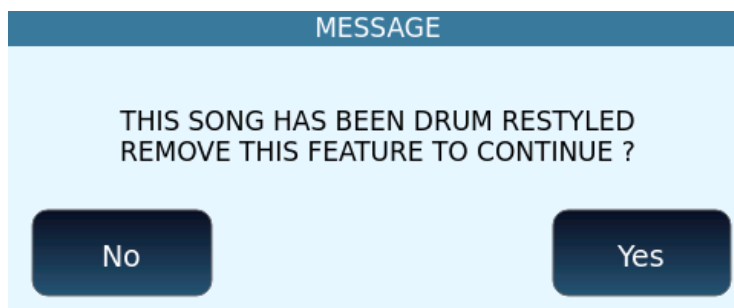 MESSAGE
THIS SONG HAS BEEN DRUM RESTYLED
REMOVE THIS FEATURE TO CONTINUE ?
No
Yes